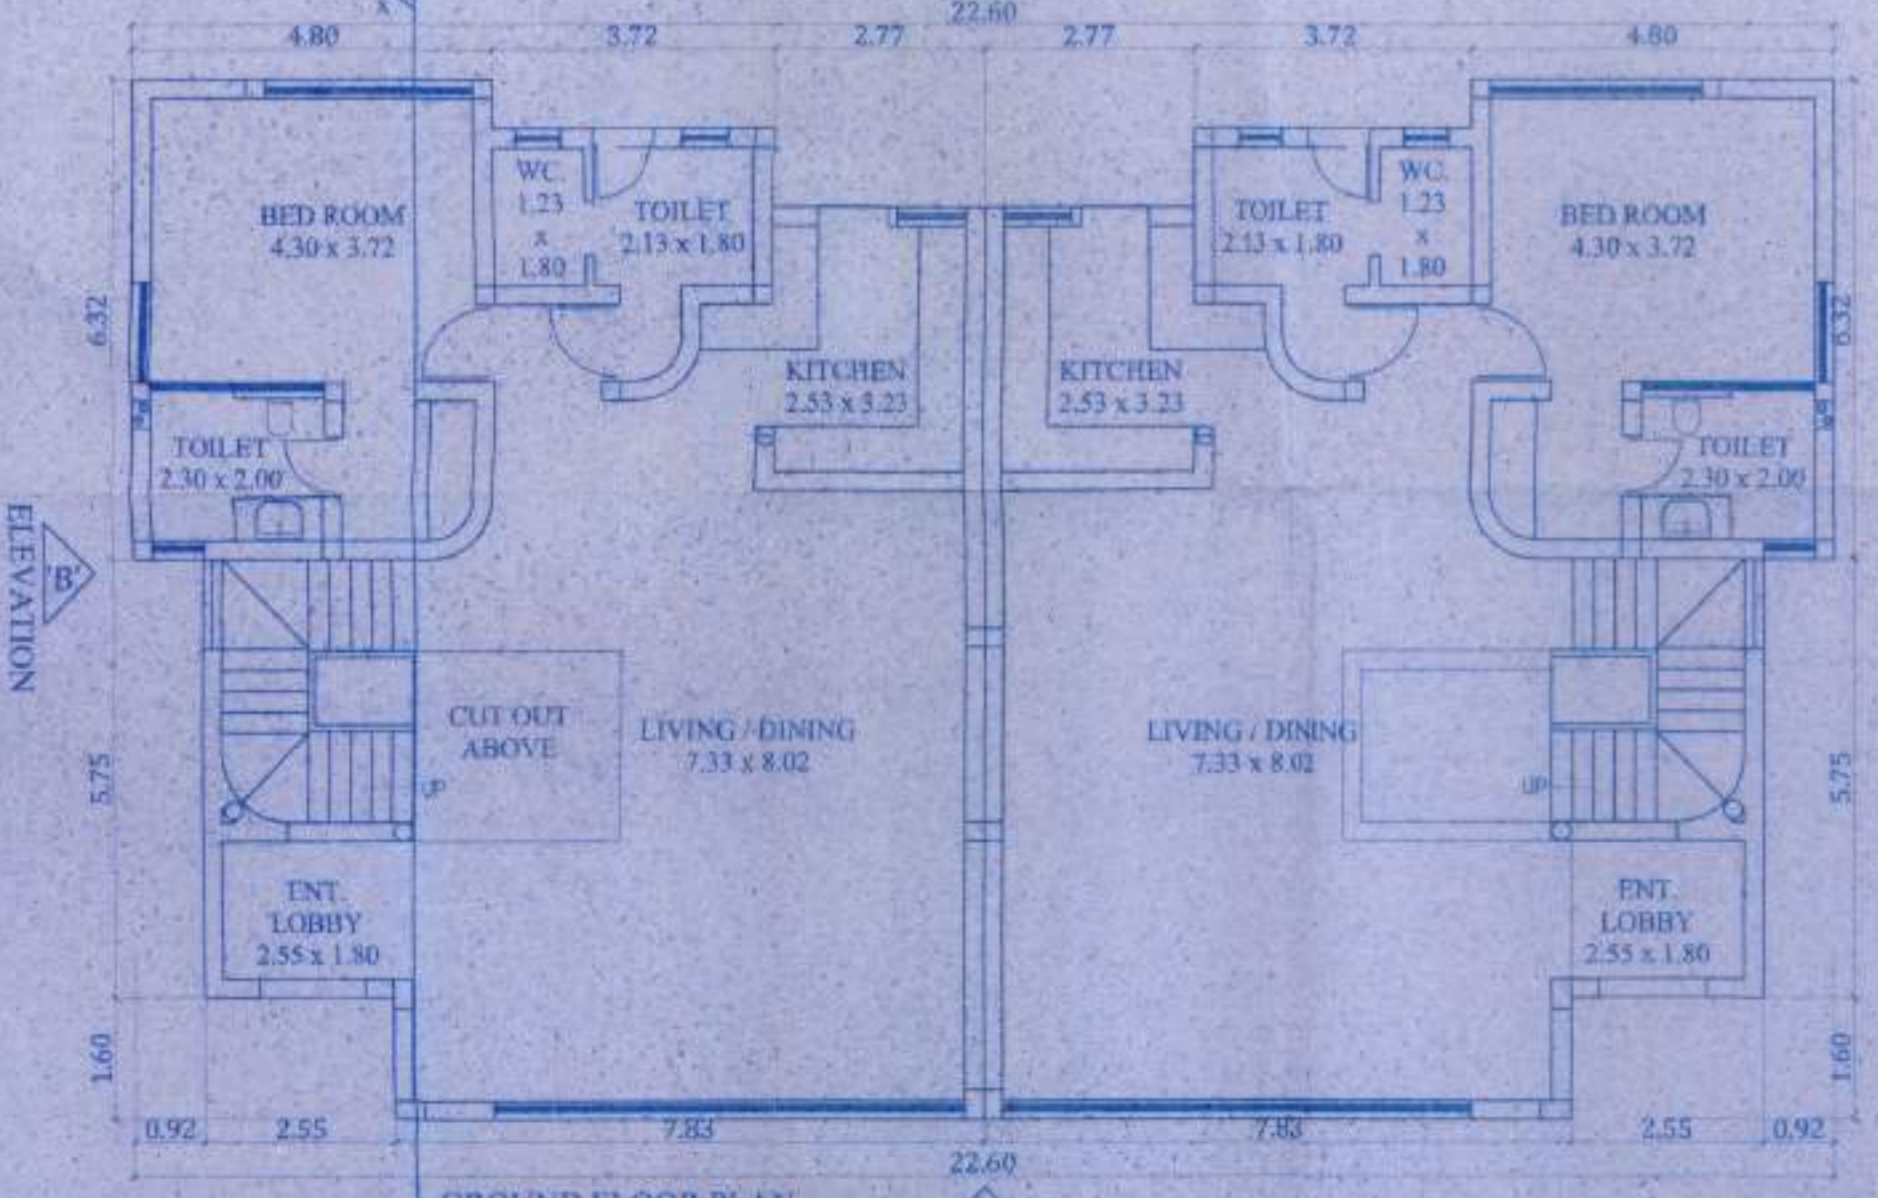 X
22.60
4.80 3.72 2.77 2.77 3.72 4.80
BED ROOM
4.30 x 3.72
WC.
1.23
x
1.80
TOILET
2.13 x 1.80
TOILET
2.13 x 1.80
WC.
1.23
x
1.80
BED ROOM
4.30 x 3.72
6.32
6.32
KITCHEN
2.53 x 3.23
KITCHEN
2.53 x 3.23
TOILET
2.30 x 2.00
TOILET
2.30 x 2.00
ELEVATION
'B'
CUT OUT
ABOVE
LIVING / DINING
7.33 x 8.02
LIVING / DINING
7.33 x 8.02
UP
UP
5.75
5.75
ENT.
LOBBY
2.55 x 1.80
ENT.
LOBBY
2.55 x 1.80
1.60
1.60
0.92 2.55 7.83 7.83 2.55 0.92
22.60
GROUND FLOOR PLAN